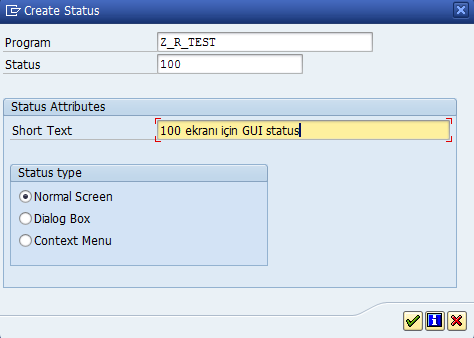 Create Status
Program Z_R_TEST
Status 100
Status Attributes
Short Text 100 ekranı için GUI status
Status type
Normal Screen
Dialog Box
Context Menu